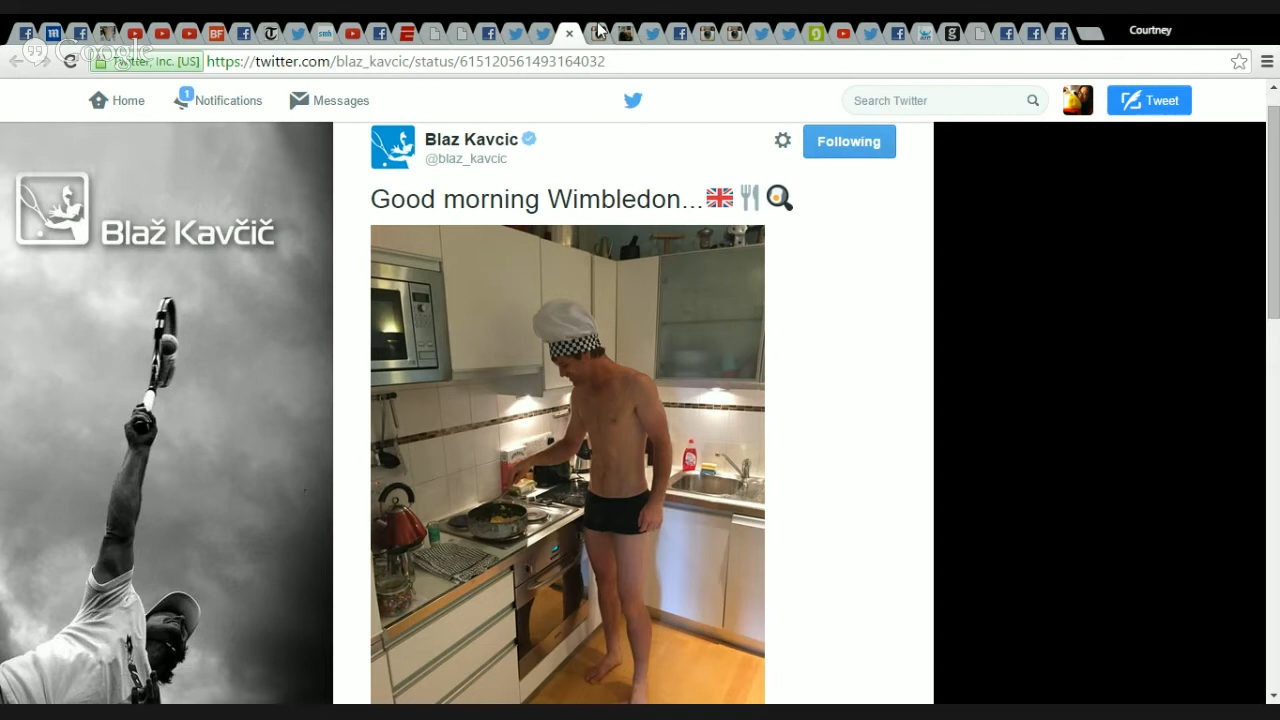 Courtney
Google
Twitter, Inc. [US] https://twitter.com/blaz_kavcic/status/615120561493164032
Home
1
Notifications
Messages
Search Twitter
Tweet
Blaz Kavcic
@blaz_kavcic
Following
Good morning Wimbledon...
Blaž Kavčič